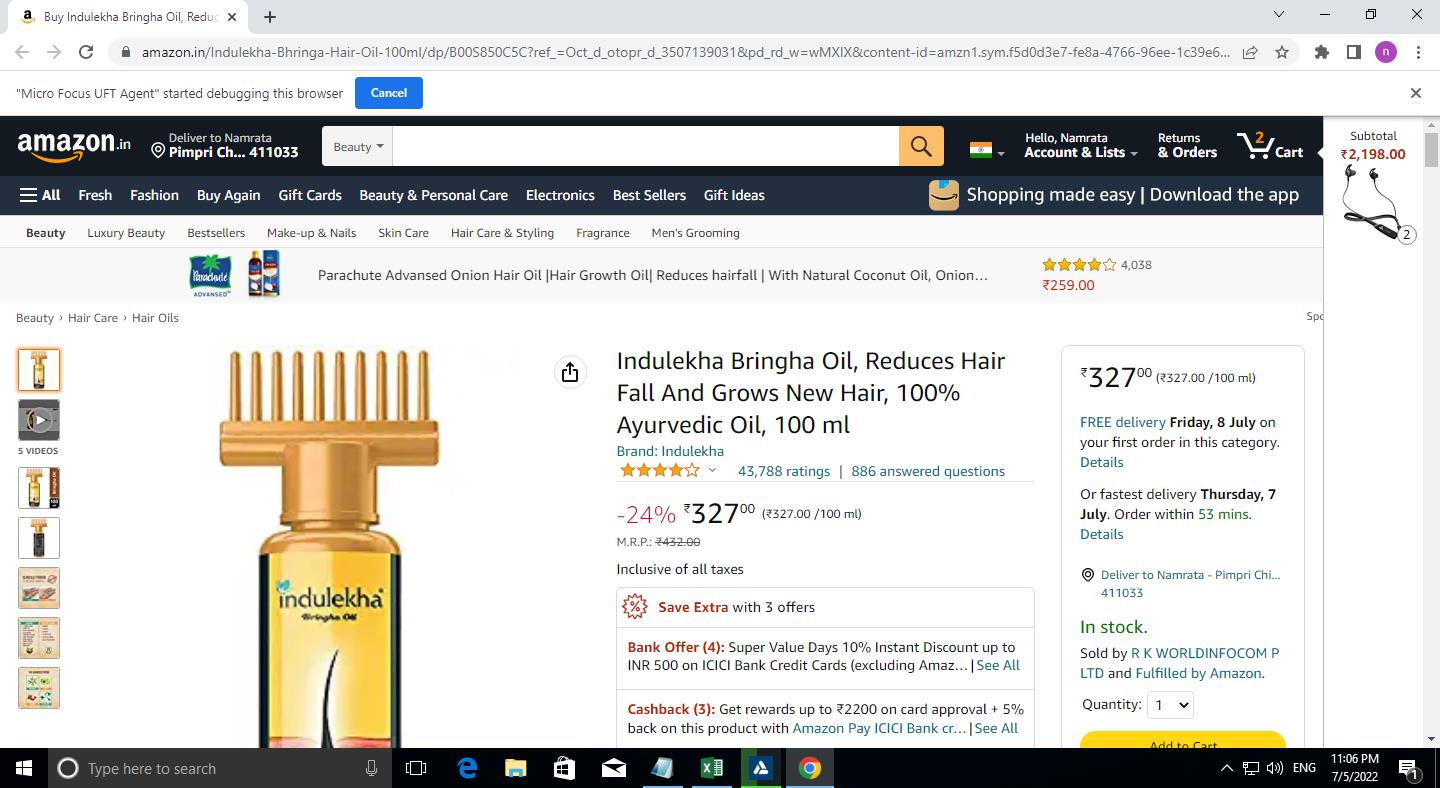 Buy Indulekha Bringha Oil, Reduc
amazon.in/Indulekha-Bhringa-Hair-Oil-100ml/dp/B00S850C5C?ref_=Oct_d_otopr_d_3507139031&pd_rd_w=wMXIX&content-id=amzn1.sym.f5d0d3e7-fe8a-4766-96ee-1c39e6...
n
"Micro Focus UFT Agent" started debugging this browser
Cancel
amazon.in
Deliver to Namrata
Pimpri Ch... 411033
Beauty
Hello, Namrata
Account & Lists
Returns
& Orders
2
Cart
Subtotal
₹2,198.00
2
All Fresh Fashion Buy Again Gift Cards Beauty & Personal Care Electronics Best Sellers Gift Ideas
Shopping made easy | Download the app
Beauty Luxury Beauty Bestsellers Make-up & Nails Skin Care Hair Care & Styling Fragrance Men's Grooming
Parachute
ADVANSED
Parachute Advansed Onion Hair Oil |Hair Growth Oil| Reduces hairfall | With Natural Coconut Oil, Onion...
4,038
₹259.00
Beauty › Hair Care › Hair Oils
Spo
5 VIDEOS
indulekha
Bringha Oil
Indulekha Bringha Oil, Reduces Hair
Fall And Grows New Hair, 100%
Ayurvedic Oil, 100 ml
Brand: Indulekha
43,788 ratings | 886 answered questions
-24% ₹327 00 (₹327.00 /100 ml)
M.R.P.: ₹432.00
Inclusive of all taxes
Save Extra with 3 offers
Bank Offer (4): Super Value Days 10% Instant Discount up to
INR 500 on ICICI Bank Credit Cards (excluding Amaz... | See All
Cashback (3): Get rewards up to ₹2200 on card approval + 5%
back on this product with Amazon Pay ICICI Bank cr... | See All
₹327 00 (₹327.00 /100 ml)
FREE delivery Friday, 8 July on
your first order in this category.
Details
Or fastest delivery Thursday, 7
July. Order within 53 mins.
Details
Deliver to Namrata - Pimpri Chi...
411033
In stock.
Sold by R K WORLDINFOCOM P
LTD and Fulfilled by Amazon.
Quantity: 1
Add to Cart
Type here to search
ENG
11:06 PM
7/5/2022
1